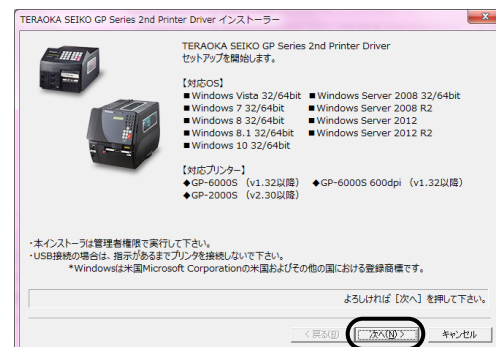 TERAOKA SEIKO GP Series 2nd Printer Driver インストーラー
TERAOKA SEIKO GP Series 2nd Printer Driver
セットアップを開始します。
【対応OS】
■Windows Vista 32/64bit ■Windows Server 2008 32/64bit
■Windows 7 32/64bit ■Windows Server 2008 R2
■Windows 8 32/64bit ■Windows Server 2012
■Windows 8.1 32/64bit ■Windows Server 2012 R2
■Windows 10 32/64bit
【対応プリンター】
◆GP-6000S （v1.32以降） ◆GP-6000S 600dpi （v1.32以降）
◆GP-2000S （v2.30以降）
・本インストーラは管理者権限で実行して下さい。
・USB接続の場合は、指示があるまでプリンタを接続しないで下さい。
*Windowsは米国Microsoft Corporationの米国およびその他の国における登録商標です。
よろしければ［次へ］を押して下さい。
< 戻る(B) 次へ(N) > キャンセル